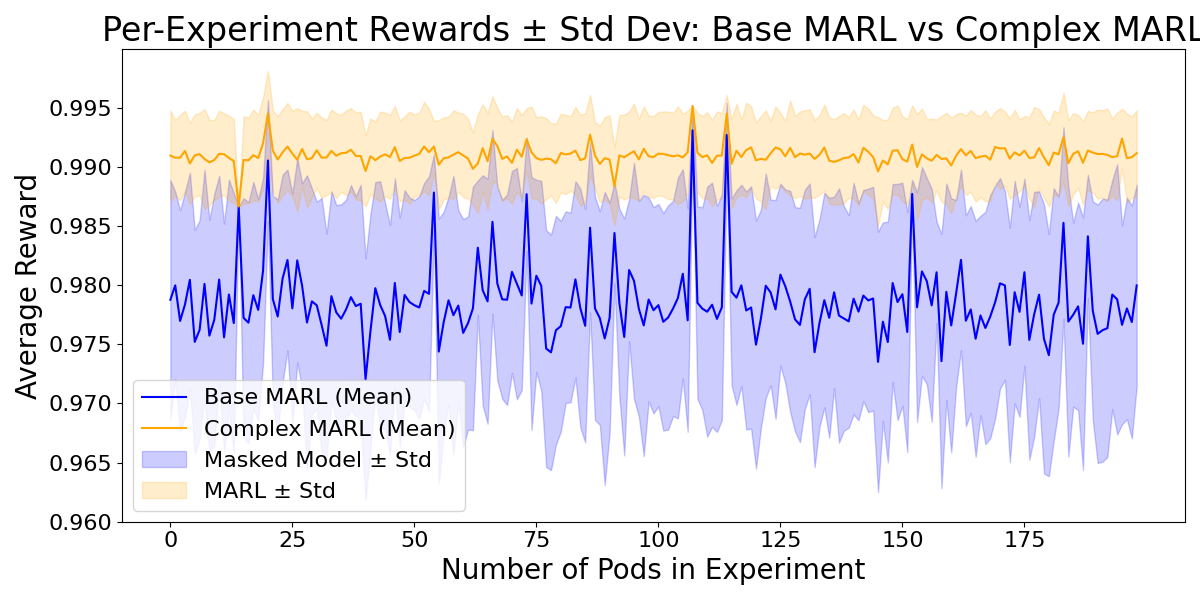 Per-Experiment Rewards ± Std Dev: Base MARL vs Complex MARL
Average Reward
0.995
0.990
0.985
0.980
0.975
0.970
0.965
0.960
Base MARL (Mean)
Complex MARL (Mean)
Masked Model ± Std
MARL ± Std
0 25 50 75 100 125 150 175
Number of Pods in Experiment